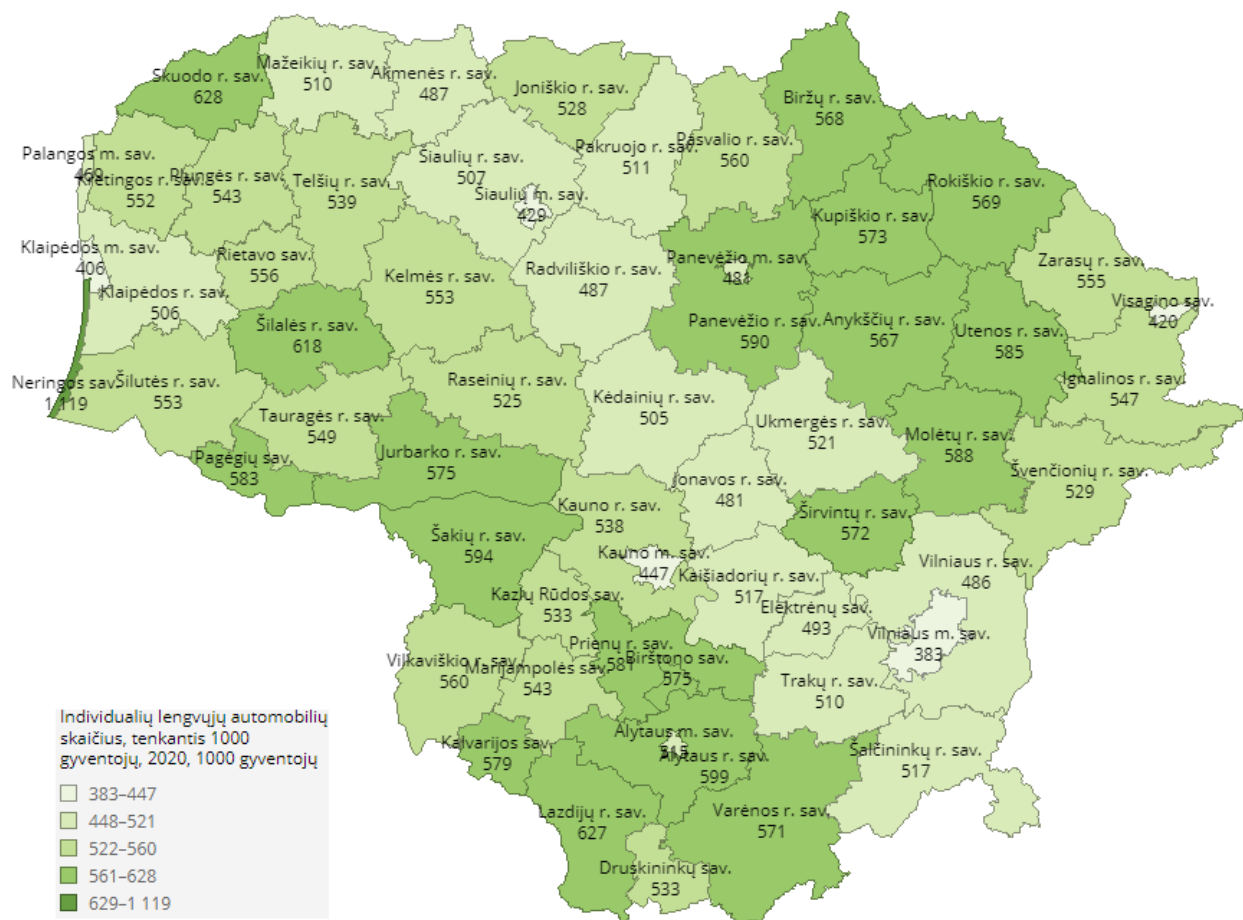 Skuodo r. sav.
628
Mažeikių r. sav.
510
Akmenės r. sav.
487
Joniškio r. sav.
528
Biržų r. sav.
568
Pakruojo r. sav.
511
Pasvalio r. sav.
560
Palangos m. sav.
469
Kretingos r. sav.
552
Plungės r. sav.
543
Telšių r. sav.
539
Šiaulių r. sav.
507
Šiaulių m. sav.
429
Rokiškio r. sav.
569
Kupiškio r. sav.
573
Klaipėdos m. sav.
406
Rietavo sav.
556
Kelmės r. sav.
553
Radviliškio r. sav.
487
Panevėžio m. sav.
481
Zarasų r. sav.
555
Visagino sav.
420
Klaipėdos r. sav.
506
Šilalės r. sav.
618
Panevėžio r. sav.
590
Anykščių r. sav.
567
Utenos r. sav.
585
Neringos sav.
1 119
Šilutės r. sav.
553
Raseinių r. sav.
525
Kėdainių r. sav.
505
Ignalinos r. sav.
547
Tauragės r. sav.
549
Ukmergės r. sav.
521
Molėtų r. sav.
588
Pagėgių sav.
583
Jurbarko r. sav.
575
Jonavos r. sav.
481
Švenčionių r. sav.
529
Kauno r. sav.
538
Širvintų r. sav.
572
Šakių r. sav.
594
Kauno m. sav.
447
Kaišiadorių r. sav.
517
Vilniaus r. sav.
486
Kazlų Rūdos sav.
533
Elektrėnų sav.
493
Vilniaus m. sav.
383
Prienų r. sav.
581
Birštono sav.
575
Vilkaviškio r. sav.
560
Marijampolės sav.
543
Trakų r. sav.
510
Kalvarijos sav.
579
Alytaus m. sav.
Alytaus r. sav.
599
Šalčininkų r. sav.
517
Lazdijų r. sav.
627
Varėnos r. sav.
571
Druskininkų sav.
533
Individualių lengvųjų automobilių
skaičius, tenkantis 1000
gyventojų, 2020, 1000 gyventojų
383–447
448–521
522–560
561–628
629–1 119